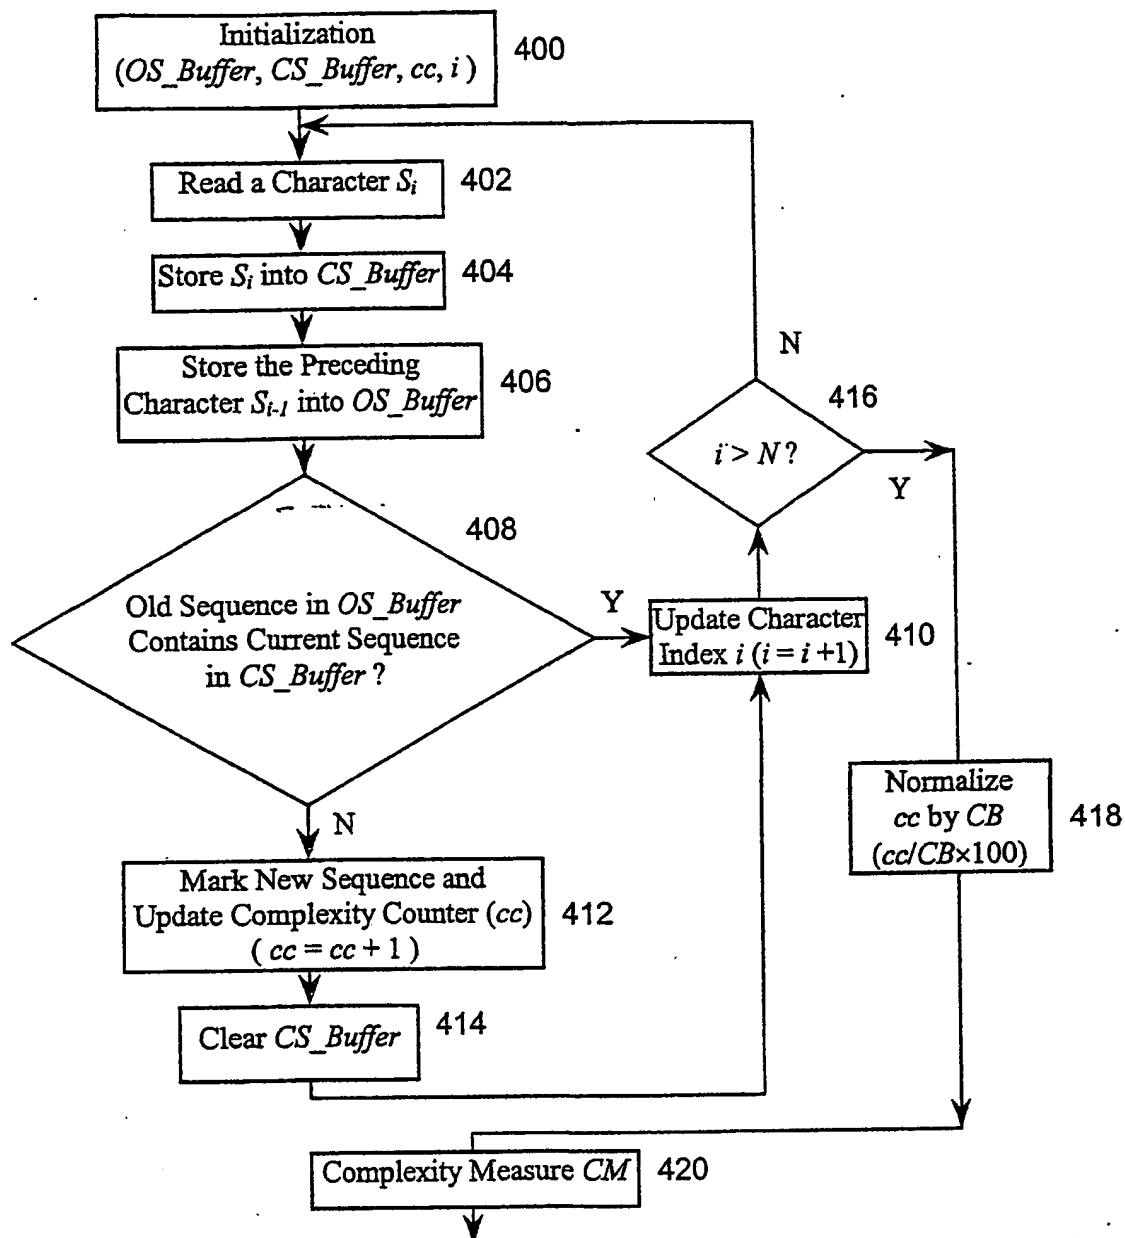 Initialization
(OS_Buffer, CS_Buffer, cc, i )
400
Read a Character Si
402
Store Si into CS_Buffer
404
Store the Preceding
Character Si-1 into OS_Buffer
406
Old Sequence in OS_Buffer
Contains Current Sequence
in CS_Buffer ?
408
Y
N
Update Character
Index i (i = i +1)
410
i > N ?
416
N
Y
Mark New Sequence and
Update Complexity Counter (cc)
( cc = cc + 1 )
412
Clear CS_Buffer
414
Normalize
cc by CB
(cc/CB×100)
418
Complexity Measure CM
420